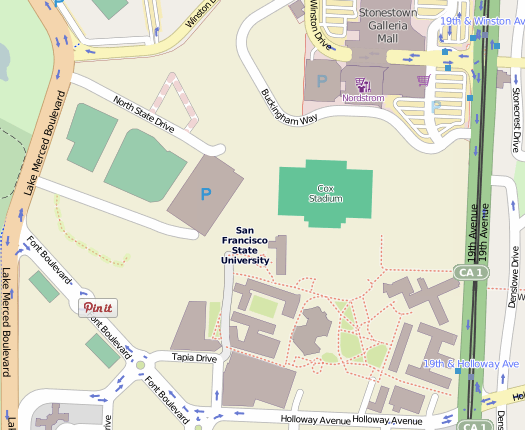 Winston D
Winston Drive
Stonestown
Galleria
Mall
19th & Winston Av
P
P
Nordstrom
P
Buckingham Way
North State Drive
Lake Merced Boulevard
Stonecrest Drive
Cox
Stadium
P
San
Francisco
State
University
19th Avenue
19th Avenue
Denslowe Drive
Font Boulevard
CA 1
W
Lake Merced Boulevard
Pin it
ont Boulevard
Tapia Drive
19th & Holloway Ave
Font Boulevard
Drive
Holloway Avenue
Holloway Avenue
CA 1